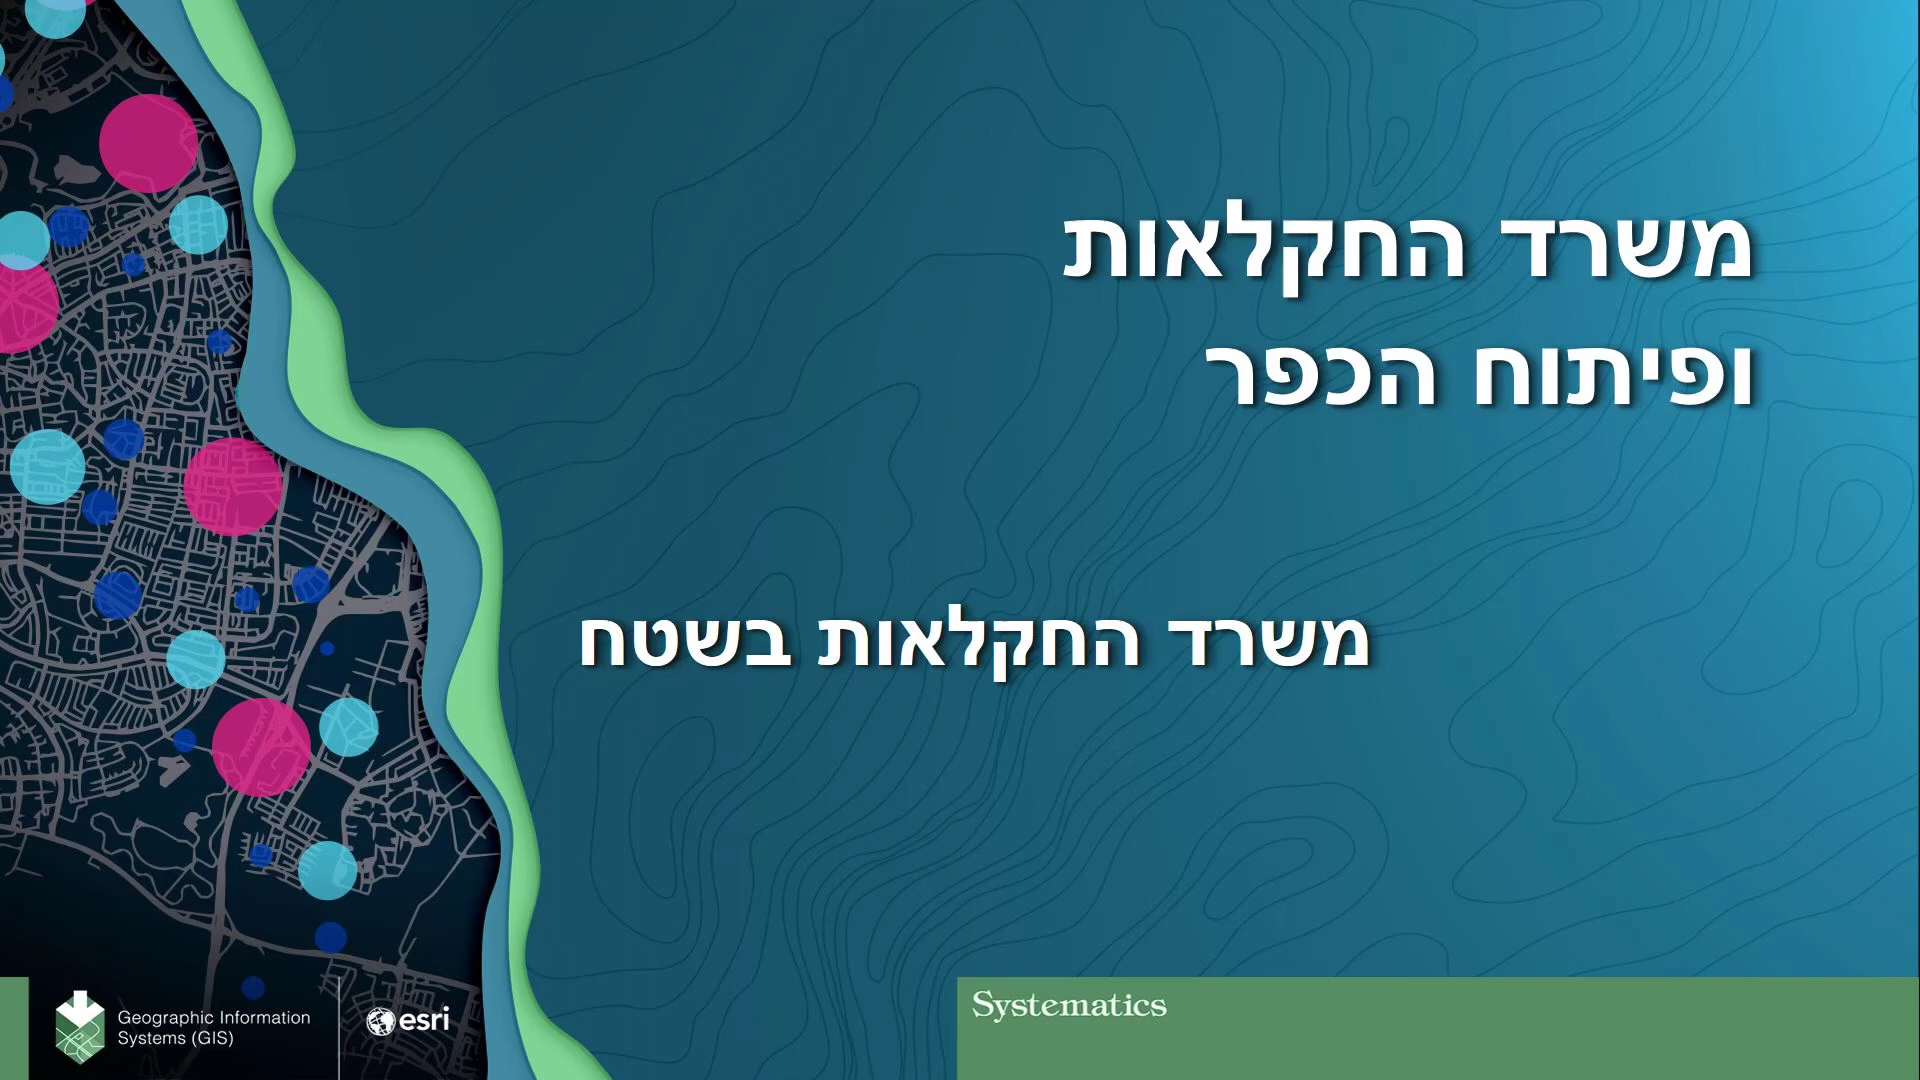 משרד החקלאות
ופיתוח הכפר
משרד החקלאות בשטח
Geographic Information
Systems (GIS)
esri
Systematics